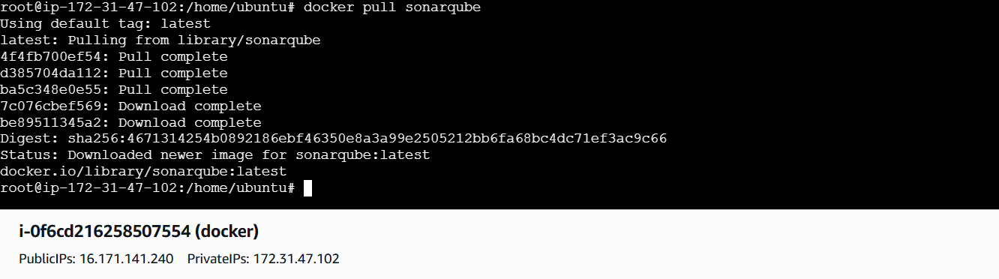 root@ip-172-31-47-102:/home/ubuntu# docker pull sonarqube
Using default tag: latest
latest: Pulling from library/sonarqube
4f4fb700ef54: Pull complete
d385704da112: Pull complete
ba5c348e0e55: Pull complete
7c076cbef569: Download complete
be89511345a2: Download complete
Digest: sha256:4671314254b0892186ebf46350e8a3a99e2505212bb6fa68bc4dc71ef3ac9c66
Status: Downloaded newer image for sonarqube:latest
docker.io/library/sonarqube:latest
root@ip-172-31-47-102:/home/ubuntu#
i-0f6cd216258507554 (docker)
PublicIPs: 16.171.141.240 PrivateIPs: 172.31.47.102